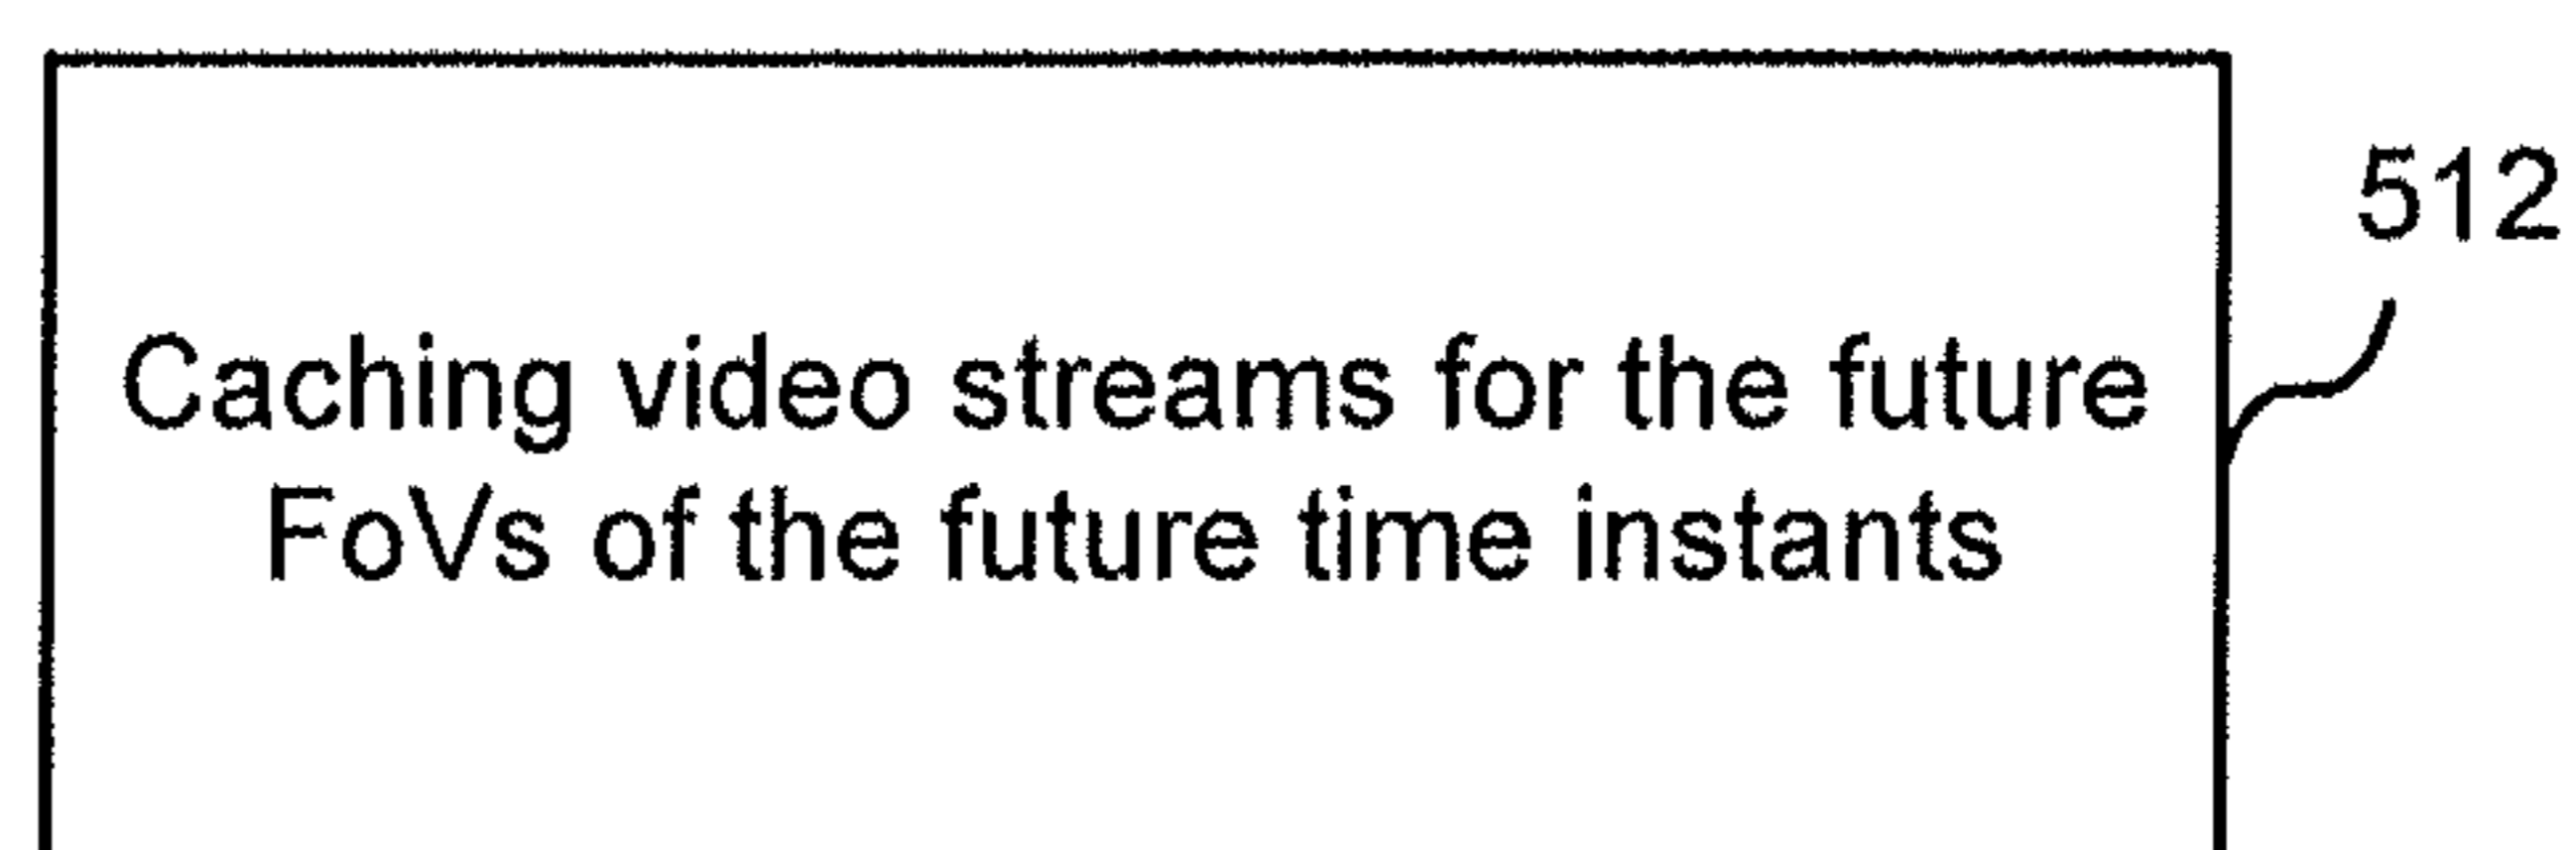 512
Caching video streams for the future
FoVs of the future time instants